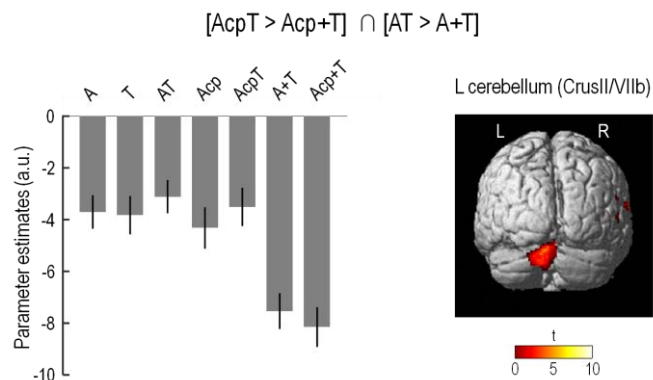 [AcpT > Acp+T] ∩ [AT > A+T]
A
T
AT
Acp
AcpT
A+T
Acp+T
Parameter estimates (a.u.)
0
-2
-4
-6
-8
-10
L cerebellum (CrusII/VIIb)
L
R
t
0
5
10